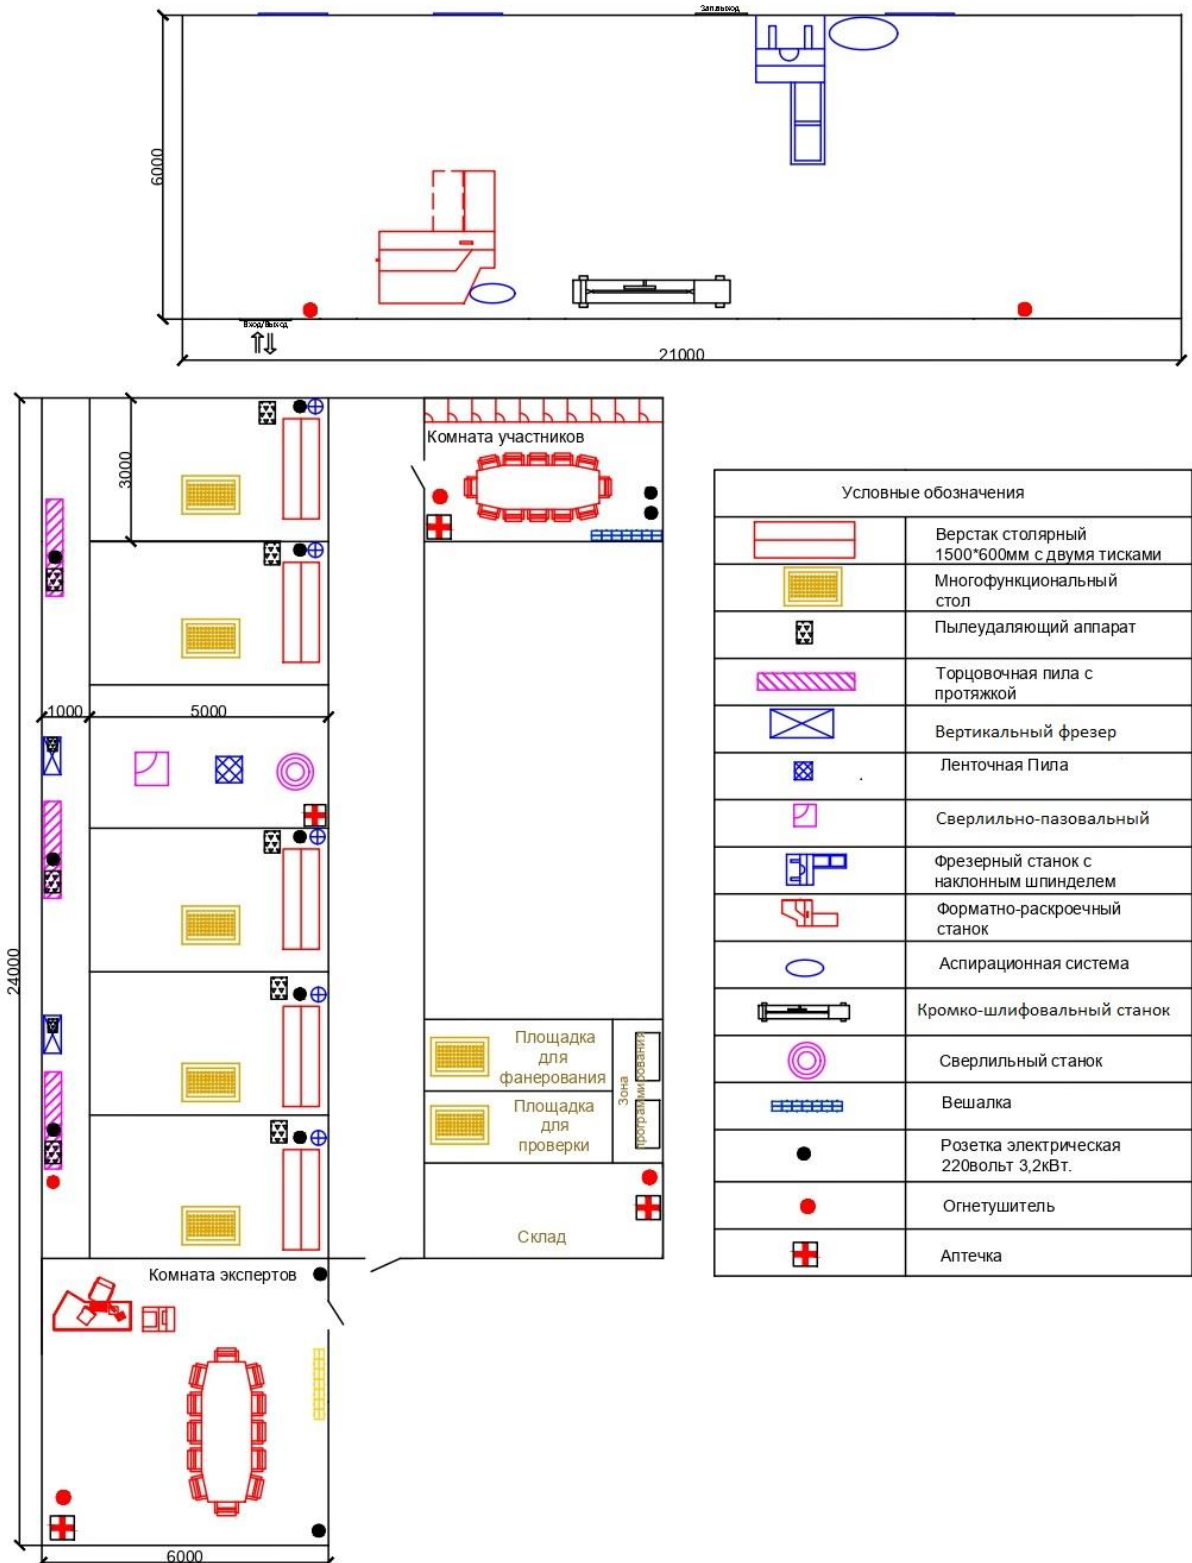 Зап.выход
6000
Вход/Выход
21000
3000
Комната участников
1000
5000
24000
Площадка
для
фанерования
Площадка
для
проверки
Зона
программирования
Склад
Комната экспертов
6000
Условные обозначения
Верстак столярный
1500*600мм с двумя тисками
Многофункциональный
стол
Пылеудаляющий аппарат
Торцовочная пила с
протяжкой
Вертикальный фрезер
Ленточная Пила
Сверлильно-пазовальный
Фрезерный станок с
наклонным шпинделем
Форматно-раскроечный
станок
Аспирационная система
Кромко-шлифовальный станок
Сверлильный станок
Вешалка
Розетка электрическая
220вольт 3,2кВт.
Огнетушитель
Аптечка